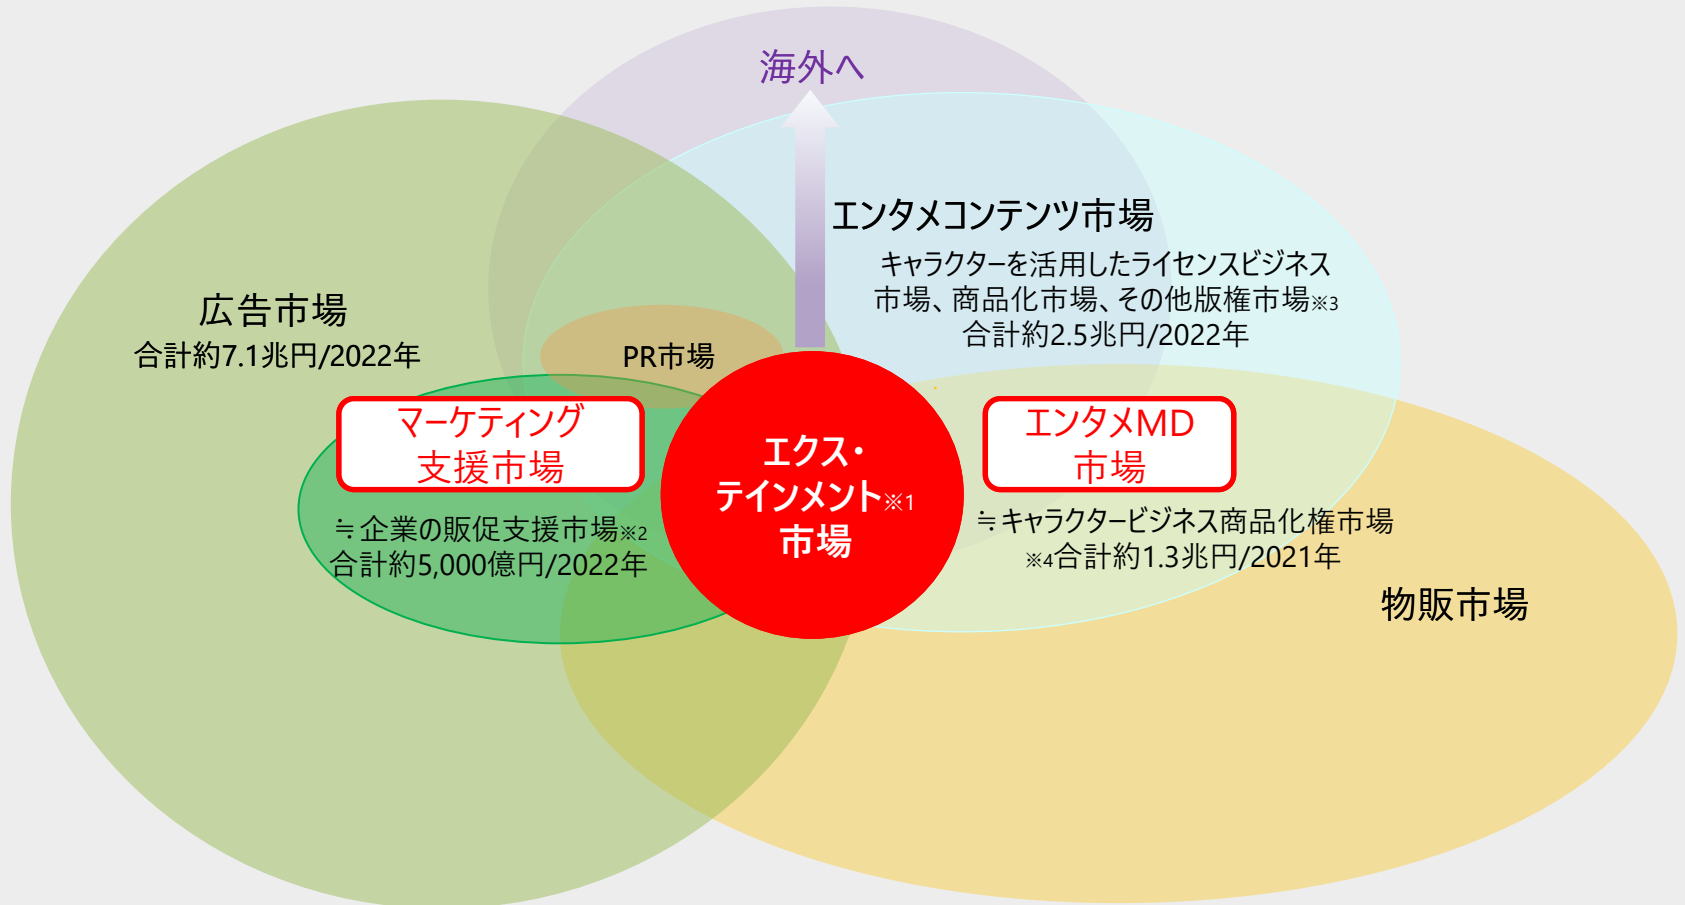 海外へ
エンタメコンテンツ市場
キャラクターを活用したライセンスビジネス
市場、商品化市場、その他版権市場※3
合計約2.5兆円/2022年
広告市場
合計約7.1兆円/2022年
PR市場
マーケティング
支援市場
≒企業の販促支援市場※2
合計約5,000億円/2022年
エクス・
テインメント※1
市場
エンタメMD
市場
≒キャラクタービジネス商品化権市場
※4合計約1.3兆円/2021年
物販市場